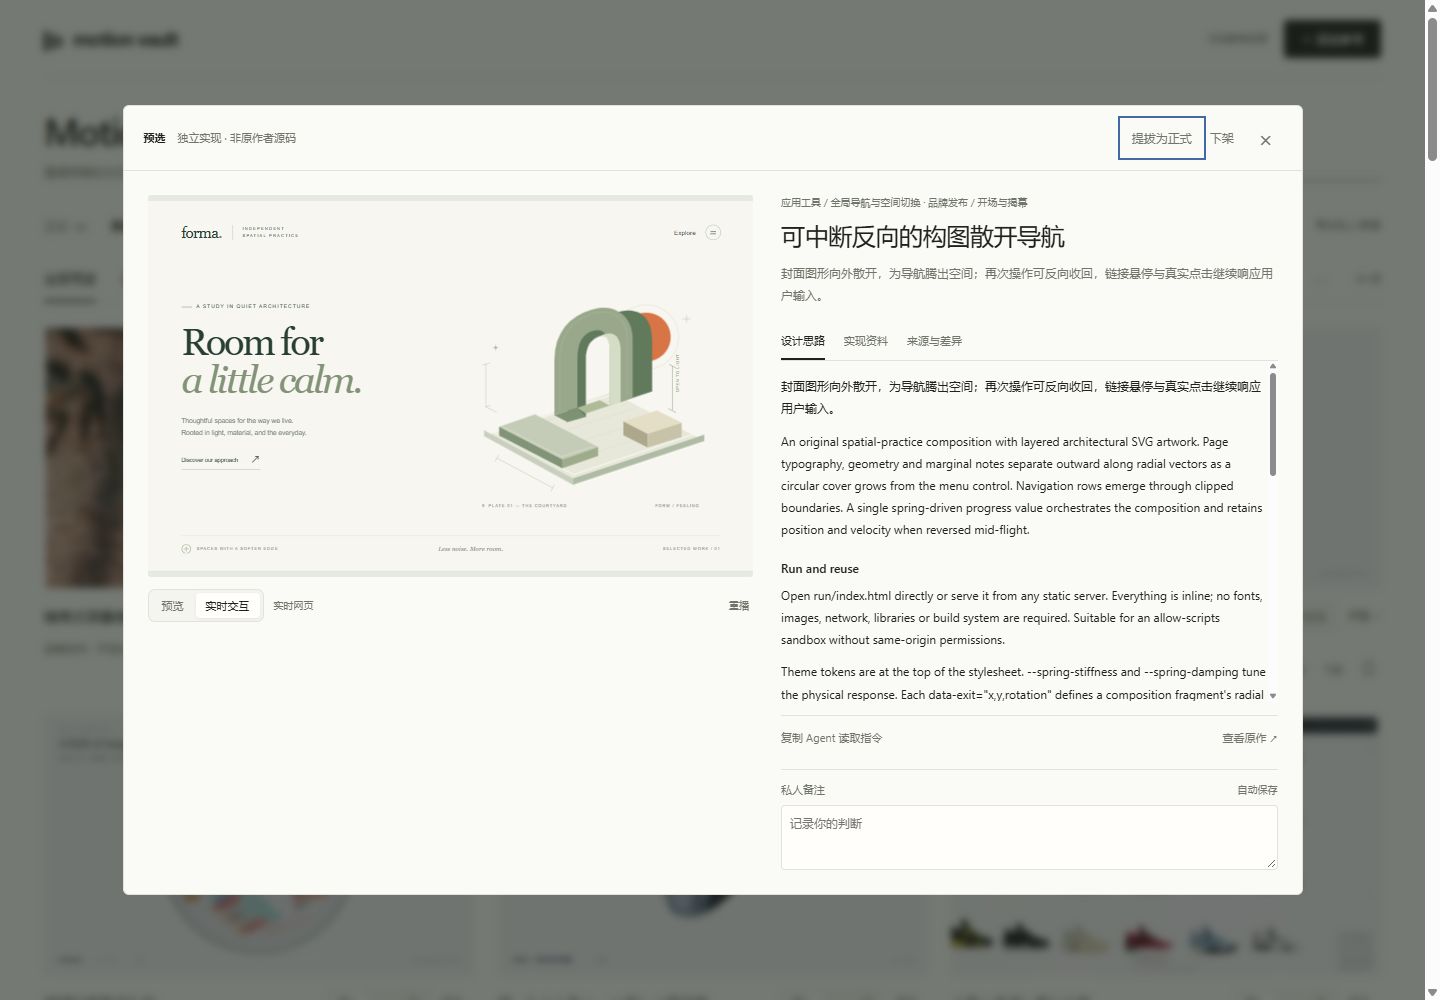 motion vault
预选 独立实现 · 非原作者源码
提拔为正式 下架 ×
forma.
INDEPENDENT
SPATIAL PRACTICE
Explore
A STUDY IN QUIET ARCHITECTURE
Room for
a little calm.
Thoughtful spaces for the way we live.
Rooted in light, material, and the everyday.
Discover our approach ↗
OPEN TO LIGHT
PLATE 01 — THE COURTYARD
FORM / FEELING
SPACES WITH A SOFTER EDGE
Less noise. More room.
SELECTED WORK / 01
预览 实时交互 实时网页
重播
应用工具 / 全局导航与空间切换 · 品牌发布 / 开场与揭幕
可中断反向的构图散开导航
封面图形向外散开，为导航腾出空间；再次操作可反向收回，链接悬停与真实点击继续响应用
户输入。
设计思路 实现资料 来源与差异
封面图形向外散开，为导航腾出空间；再次操作可反向收回，链接悬停与真实点击继续响应
用户输入。
An original spatial-practice composition with layered architectural SVG artwork. Page
typography, geometry and marginal notes separate outward along radial vectors as a
circular cover grows from the menu control. Navigation rows emerge through clipped
boundaries. A single spring-driven progress value orchestrates the composition and retains
position and velocity when reversed mid-flight.
Run and reuse
Open run/index.html directly or serve it from any static server. Everything is inline; no fonts,
images, network, libraries or build system are required. Suitable for an allow-scripts
sandbox without same-origin permissions.
Theme tokens are at the top of the stylesheet. --spring-stiffness and --spring-damping tune
the physical response. Each data-exit="x,y,rotation" defines a composition fragment's radial
复制 Agent 读取指令
查看原作 ↗
私人备注
自动保存
记录你的判断